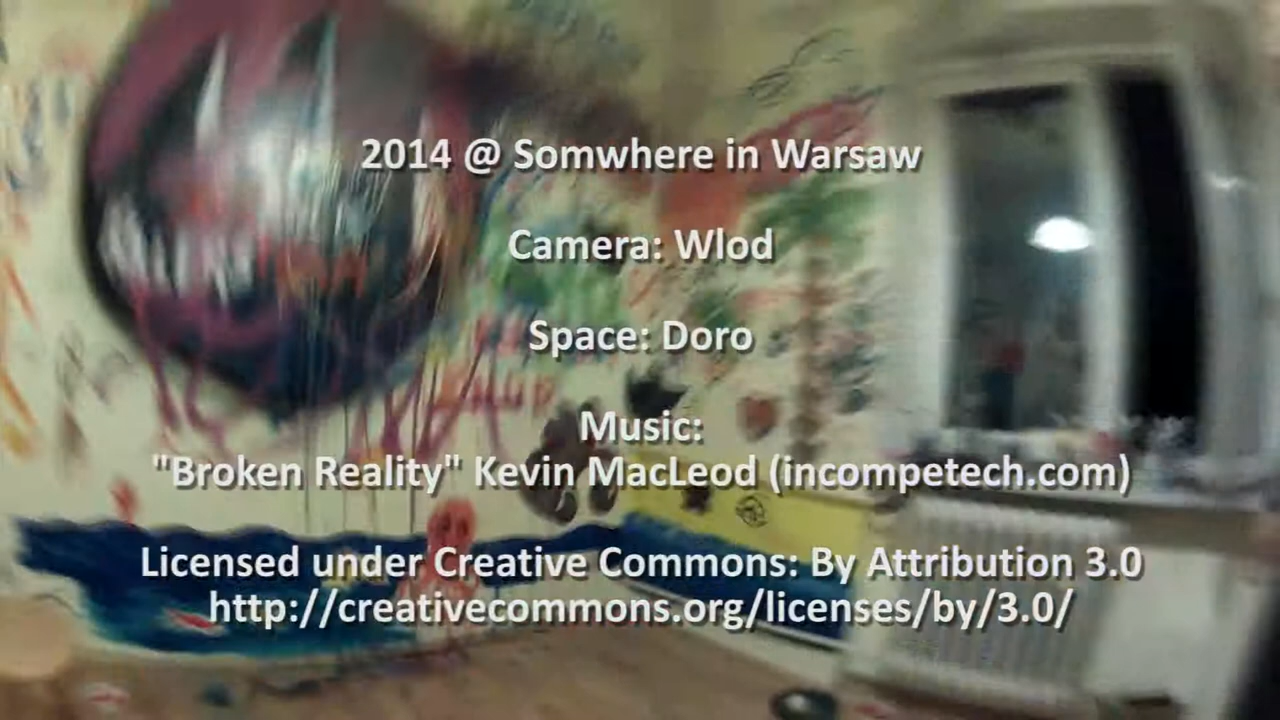 2014 @ Somwhere in Warsaw
Camera: Wlod
Space: Doro
Music:
"Broken Reality" Kevin MacLeod (incompetech.com)
Licensed under Creative Commons: By Attribution 3.0
http://creativecommons.org/licenses/by/3.0/